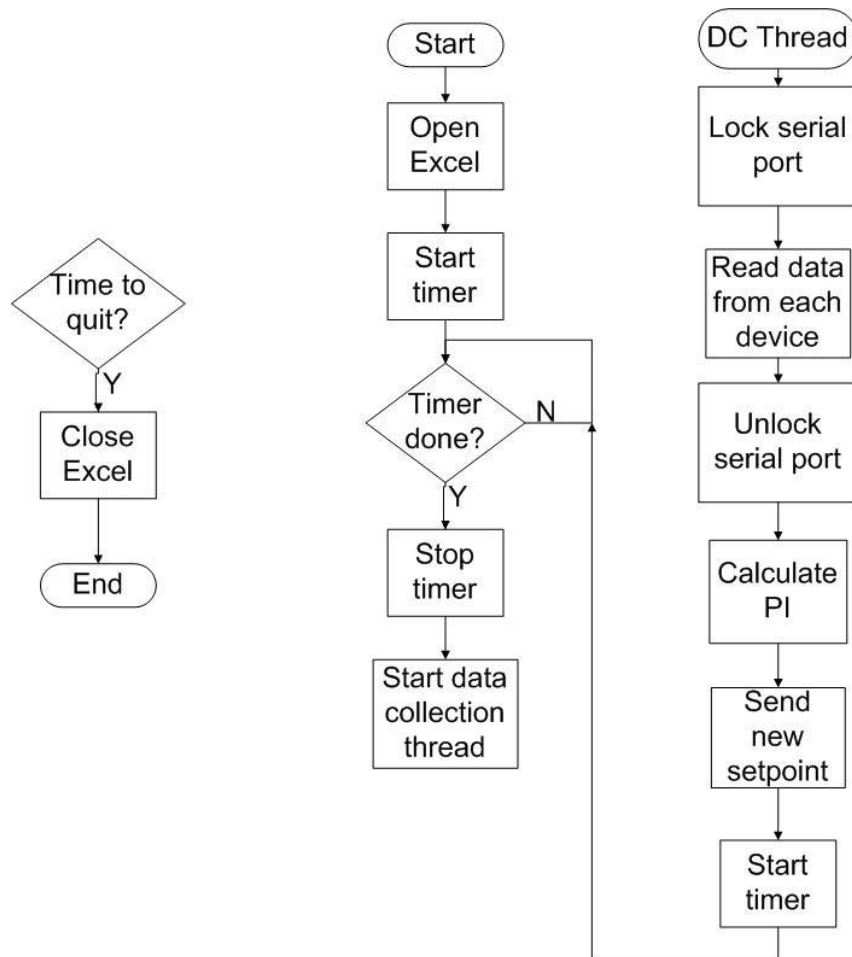 Time to
quit?
Y
Close
Excel
End
Start
Open
Excel
Start
timer
Timer
done?
N
Y
Stop
timer
Start data
collection
thread
DC Thread
Lock serial
port
Read data
from each
device
Unlock
serial port
Calculate
PI
Send
new
setpoint
Start
timer